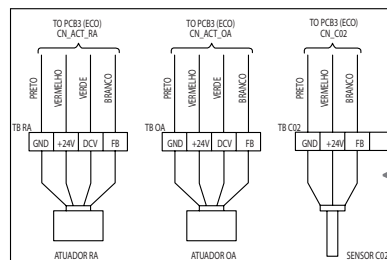 TO PCB3 (ECO)
CN_ACT_RA
PRETO
VERMELHO
VERDE
BRANCO
TB RA
GND +24V DCV FB
ATUADOR RA
TO PCB3 (ECO)
CN_ACT_OA
PRETO
VERMELHO
VERDE
BRANCO
TB OA
GND +24V DCV FB
ATUADOR OA
TO PCB3 (ECO)
CN_C02
PRETO
VERMELHO
BRANCO
TB C02
GND +24V FB
SENSOR C02